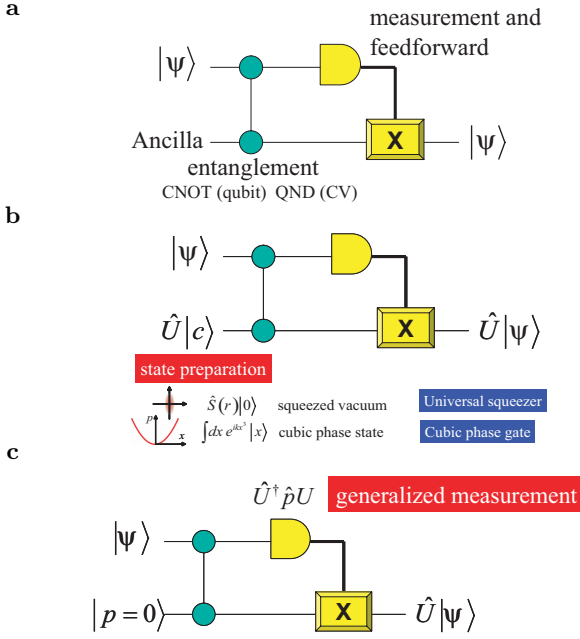 a
measurement and
feedforward
|ψ⟩
X
Ancilla
|ψ⟩
entanglement
CNOT (qubit) QND (CV)
b
|ψ⟩
X
Û|c⟩
Û|ψ⟩
state preparation
Ŝ(r)|0⟩ squeezed vacuum
Universal squeezer
p
x
∫dx e^{ikx³}|x⟩ cubic phase state
Cubic phase gate
c
Û†p̂U
generalized measurement
|ψ⟩
X
|p = 0⟩
Û|ψ⟩